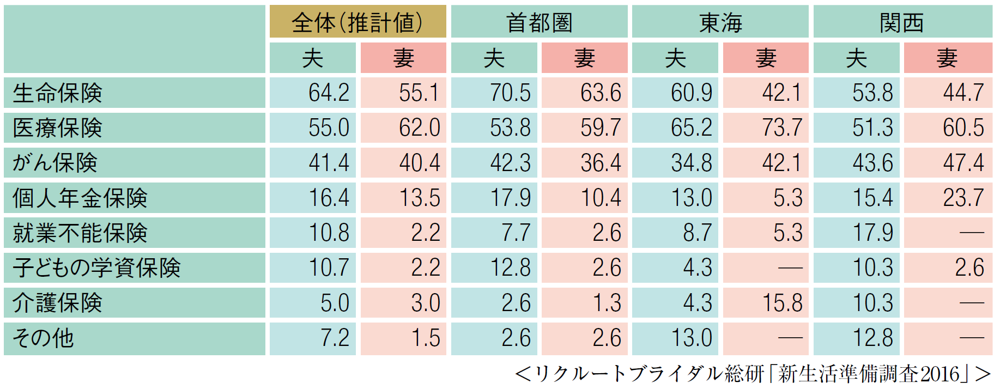 全体（推計値） 首都圏 東海 関西
夫 妻 夫 妻 夫 妻 夫 妻
生命保険 64.2 55.1 70.5 63.6 60.9 42.1 53.8 44.7
医療保険 55.0 62.0 53.8 59.7 65.2 73.7 51.3 60.5
がん保険 41.4 40.4 42.3 36.4 34.8 42.1 43.6 47.4
個人年金保険 16.4 13.5 17.9 10.4 13.0 5.3 15.4 23.7
就業不能保険 10.8 2.2 7.7 2.6 8.7 5.3 17.9 —
子どもの学資保険 10.7 2.2 12.8 2.6 4.3 — 10.3 2.6
介護保険 5.0 3.0 2.6 1.3 4.3 15.8 10.3 —
その他 7.2 1.5 2.6 2.6 13.0 — 12.8 —
＜リクルートブライダル総研「新生活準備調査2016」＞